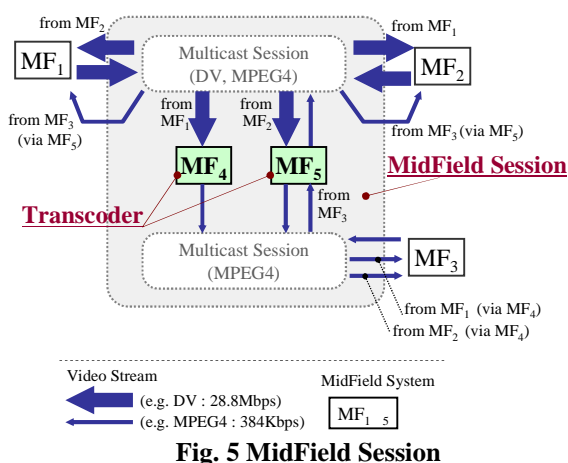 from MF2
from MF1
Multicast Session
(DV, MPEG4)
MF1
MF2
from
MF1
from
MF2
from MF3
(via MF5)
from MF3 (via MF5)
MF4
MF5
MidField Session
from
MF3
Transcoder
Multicast Session
(MPEG4)
MF3
from MF1 (via MF4)
from MF2 (via MF4)
Video Stream
MidField System
(e.g. DV : 28.8Mbps)
(e.g. MPEG4 : 384Kbps)
MF1 5
Fig. 5 MidField Session